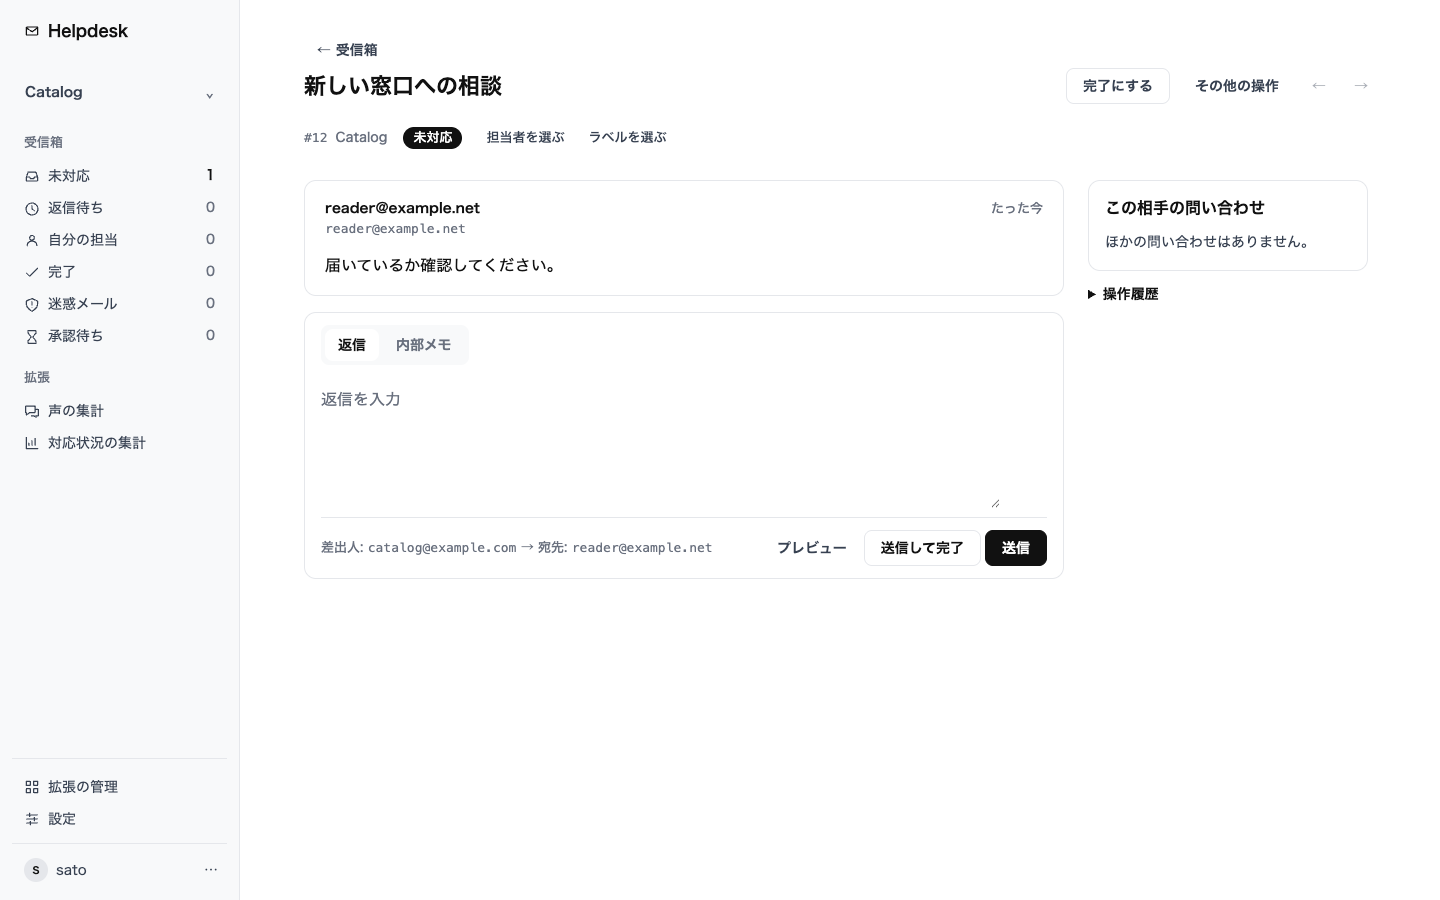 Helpdesk
Catalog
受信箱
未対応 1
返信待ち 0
自分の担当 0
完了 0
迷惑メール 0
承認待ち 0
拡張
声の集計
対応状況の集計
拡張の管理
設定
S sato ...
← 受信箱
新しい窓口への相談
完了にする その他の操作 ← →
#12 Catalog 未対応 担当者を選ぶ ラベルを選ぶ
reader@example.net たった今
reader@example.net
届いているか確認してください。
返信 内部メモ
返信を入力
差出人: catalog@example.com → 宛先: reader@example.net プレビュー 送信して完了 送信
この相手の問い合わせ
ほかの問い合わせはありません。
▶ 操作履歴